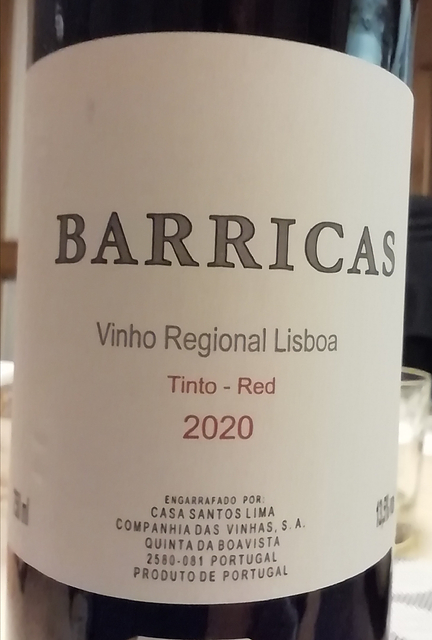 BARRICAS
Vinho Regional Lisboa
Tinto - Red
2020
ENGARRAFADO POR:
CASA SANTOS LIMA
COMPANHIA DAS VINHAS, S.A.
QUINTA DA BOAVISTA
2580-081 PORTUGAL
PRODUTO DE PORTUGAL